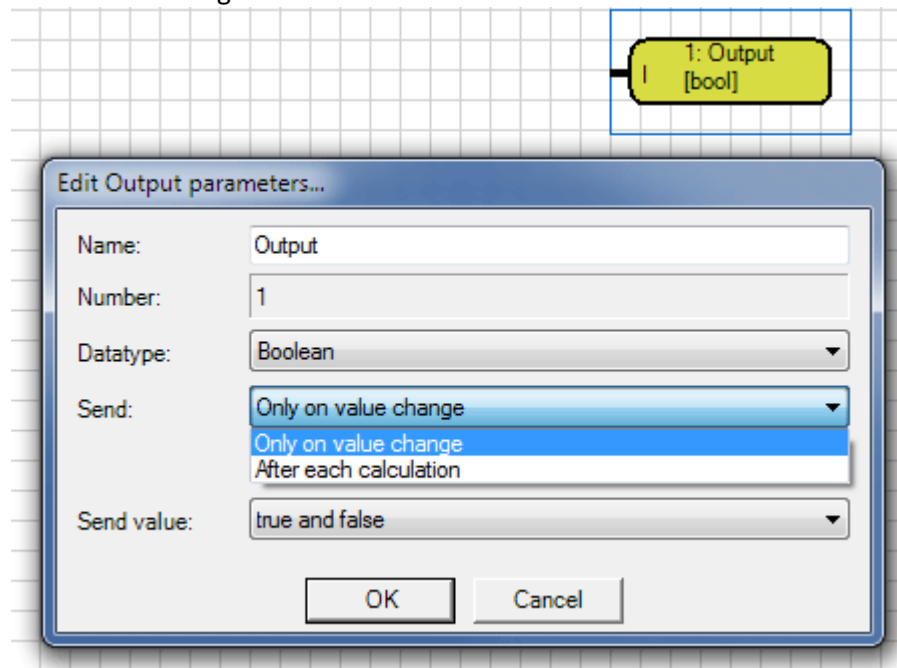 1: Output
I [bool]
Edit Output parameters...
Name: Output
Number: 1
Datatype: Boolean
Send: Only on value change
Only on value change
After each calculation
Send value: true and false
OK Cancel